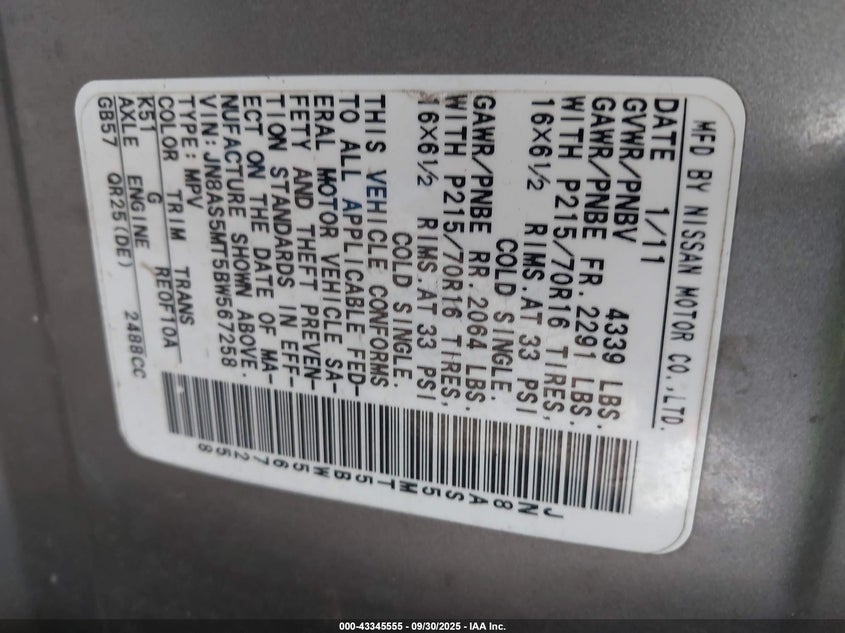 MFD BY NISSAN MOTOR CO.,LTD.
DATE 1/11
GVWR/PNBV 4339 LBS.
GAWR/PNBE FR. 2291 LBS.
WITH P215/70R16 TIRES,
16×6½ RIMS.AT 33 PSI
COLD SINGLE.
GAWR/PNBE RR. 2064 LBS.
WITH P215/70R16 TIRES.
16×6½ RIMS AT 33 PSI
COLD SINGLE.
THIS VEHICLE CONFORMS
TO ALL APPLICABLE FED-
ERAL MOTOR VEHICLE SA-
FETY AND THEFT PREVEN-
TION STANDARDS IN EFF-
ECT ON THE DATE OF MA-
NUFACTURE SHOWN ABOVE.
VIN: JN8AS5MT5BW567258
TYPE: MPV
COLOR TRIM TRANS
K51 G RE0F10A
AXLE ENGINE
GB57 QR25(DE) 2488CC
JN8AS5MT5BW567258
000-43345555 - 09/30/2025 - IAA Inc.